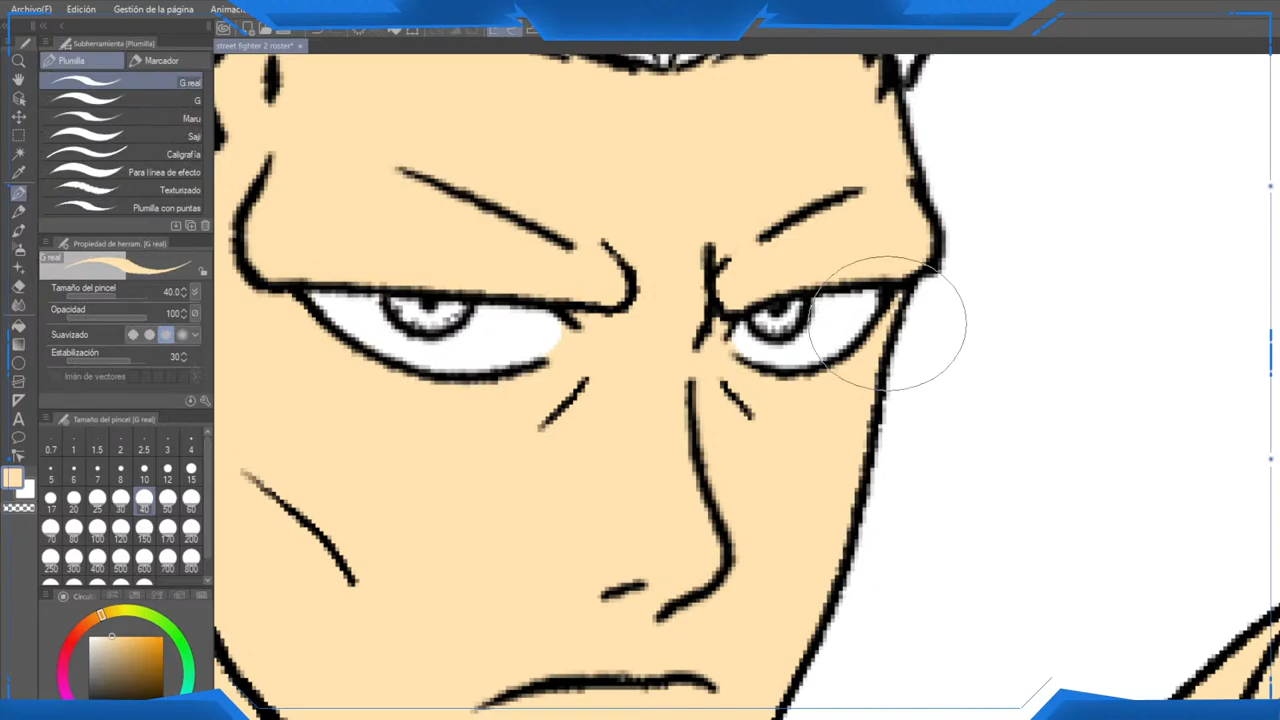 Archivo(F) Edición Gestión de la página Animació
Subherramienta (Plumilla)
street fighter 2 roster*
Plumilla Marcador
G real
G
Maru
Saji
Caligrafía
Para línea de efecto
Texturizado
Plumilla con puntas
Propiedad de herram. [G real]
G real
Tamaño del pincel 40.0
Opacidad 100
Suavizado
Estabilización 30
Imán de vectores
Tamaño del pincel [G real]
0.7 1 1.5 2 2.5 3 4
5 6 7 8 10 12 15
17 20 25 30 40 50 60
70 80 100 120 150 170 200
250 300 400 500 600 700 800
Círcul